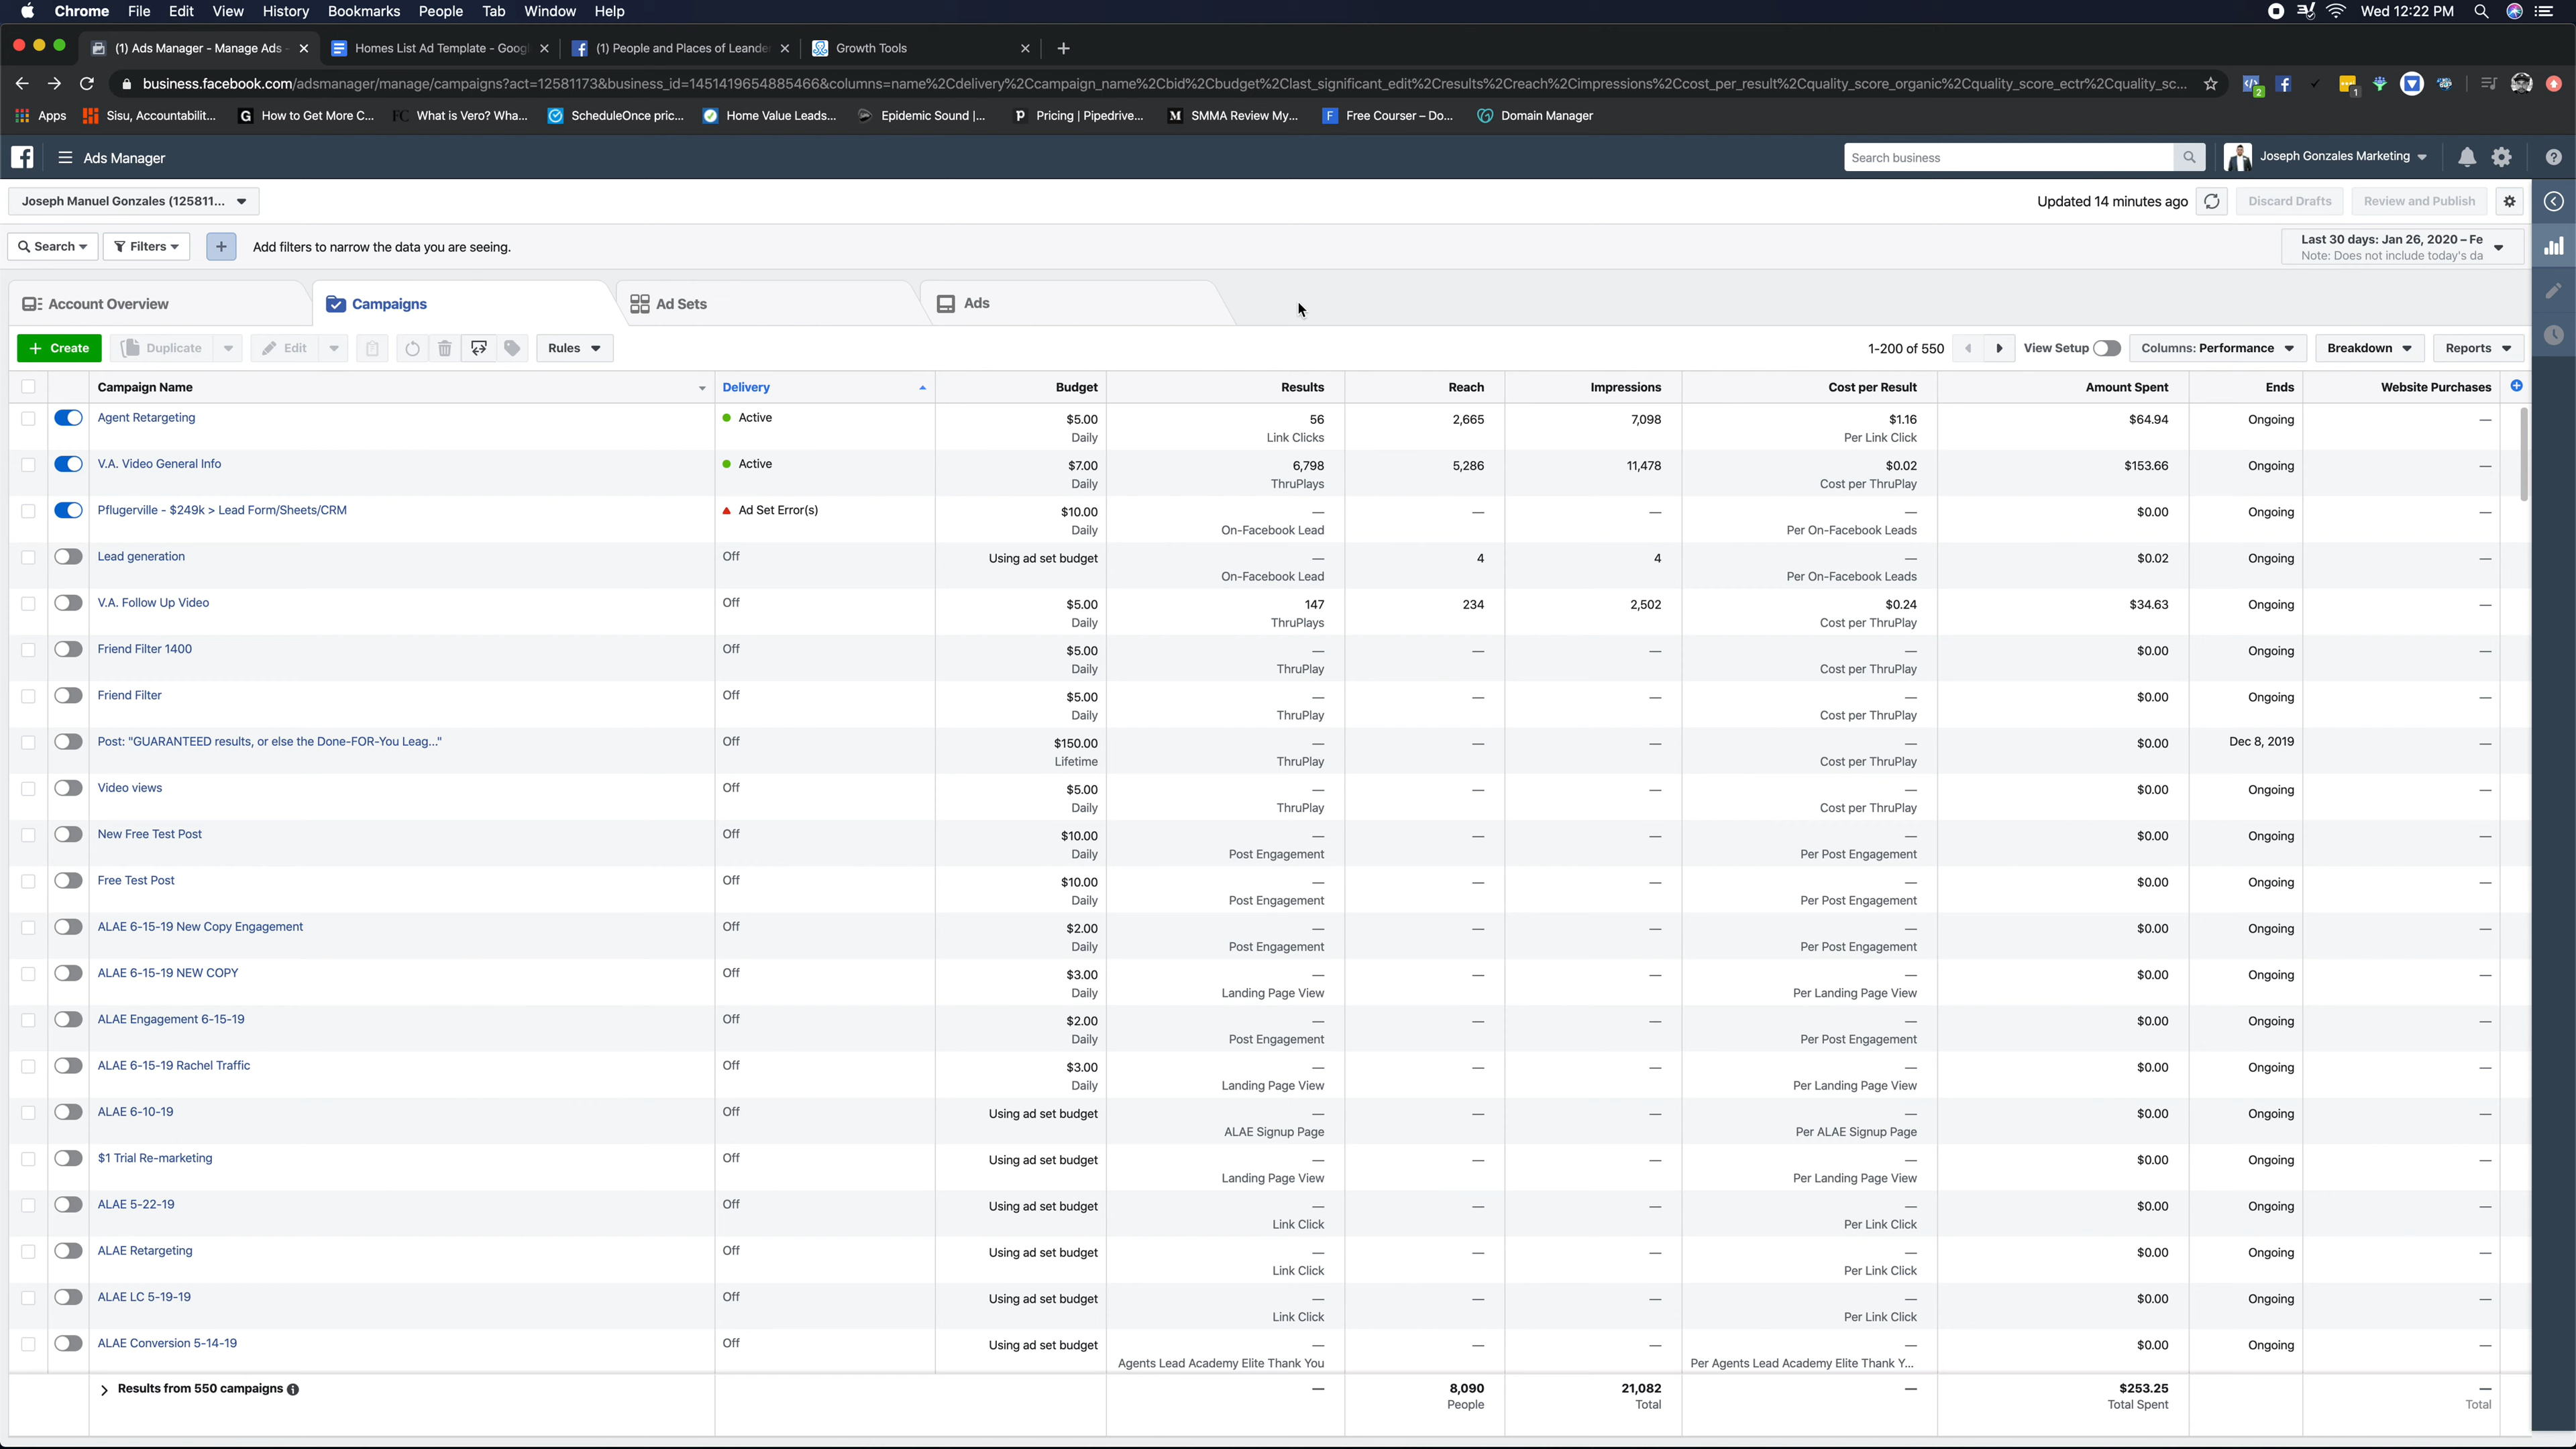 Chrome File Edit View History Bookmarks People Tab Window Help Wed 12:22 PM
(1) Ads Manager - Manage Ads - Homes List Ad Template - Goog (1) People and Places of Leande Growth Tools
business.facebook.com/adsmanager/manage/campaigns?act=12581173&business_id=1451419654885466&columns=name%2Cdelivery%2Ccampaign_name%2Cbid%2Cbudget%2Clast_significant_edit%2Cresults%2Creach%2Cimpressions%2Ccost_per_result%2Cquality_score_organic%2Cquality_score_ectr%2Cquality_sc... 2 1
Apps Sisu, Accountabilit... G How to Get More C... FC What is Vero? Wha... ScheduleOnce pric... Home Value Leads... Epidemic Sound |... P Pricing | Pipedrive... M SMMA Review My... F Free Courser – Do... Domain Manager
Ads Manager Search business Joseph Gonzales Marketing
Joseph Manuel Gonzales (125811... Updated 14 minutes ago Discard Drafts Review and Publish
Search Filters + Add filters to narrow the data you are seeing. Last 30 days: Jan 26, 2020 – Fe
Note: Does not include today's da
Account Overview Campaigns Ad Sets Ads
+ Create Duplicate Edit Rules 1-200 of 550 View Setup Columns: Performance Breakdown Reports
Campaign Name Delivery Budget Results Reach Impressions Cost per Result Amount Spent Ends Website Purchases
Agent Retargeting Active $5.00 56 2,665 7,098 $1.16 $64.94 Ongoing —
Daily Link Clicks Per Link Click
V.A. Video General Info Active $7.00 6,798 5,286 11,478 $0.02 $153.66 Ongoing —
Daily ThruPlays Cost per ThruPlay
Pflugerville - $249k > Lead Form/Sheets/CRM Ad Set Error(s) $10.00 — — — — $0.00 Ongoing —
Daily On-Facebook Lead Per On-Facebook Leads
Lead generation Off Using ad set budget — 4 4 — $0.02 Ongoing —
On-Facebook Lead Per On-Facebook Leads
V.A. Follow Up Video Off $5.00 147 234 2,502 $0.24 $34.63 Ongoing —
Daily ThruPlays Cost per ThruPlay
Friend Filter 1400 Off $5.00 — — — — $0.00 Ongoing —
Daily ThruPlay Cost per ThruPlay
Friend Filter Off $5.00 — — — — $0.00 Ongoing —
Daily ThruPlay Cost per ThruPlay
Post: "GUARANTEED results, or else the Done-FOR-You Leag..." Off $150.00 — — — — $0.00 Dec 8, 2019 —
Lifetime ThruPlay Cost per ThruPlay
Video views Off $5.00 — — — — $0.00 Ongoing —
Daily ThruPlay Cost per ThruPlay
New Free Test Post Off $10.00 — — — — $0.00 Ongoing —
Daily Post Engagement Per Post Engagement
Free Test Post Off $10.00 — — — — $0.00 Ongoing —
Daily Post Engagement Per Post Engagement
ALAE 6-15-19 New Copy Engagement Off $2.00 — — — — $0.00 Ongoing —
Daily Post Engagement Per Post Engagement
ALAE 6-15-19 NEW COPY Off $3.00 — — — — $0.00 Ongoing —
Daily Landing Page View Per Landing Page View
ALAE Engagement 6-15-19 Off $2.00 — — — — $0.00 Ongoing —
Daily Post Engagement Per Post Engagement
ALAE 6-15-19 Rachel Traffic Off $3.00 — — — — $0.00 Ongoing —
Daily Landing Page View Per Landing Page View
ALAE 6-10-19 Off Using ad set budget — — — — $0.00 Ongoing —
ALAE Signup Page Per ALAE Signup Page
$1 Trial Re-marketing Off Using ad set budget — — — — $0.00 Ongoing —
Landing Page View Per Landing Page View
ALAE 5-22-19 Off Using ad set budget — — — — $0.00 Ongoing —
Link Click Per Link Click
ALAE Retargeting Off Using ad set budget — — — — $0.00 Ongoing —
Link Click Per Link Click
ALAE LC 5-19-19 Off Using ad set budget — — — — $0.00 Ongoing —
Link Click Per Link Click
ALAE Conversion 5-14-19 Off Using ad set budget — — — — $0.00 Ongoing —
Agents Lead Academy Elite Thank You Per Agents Lead Academy Elite Thank Y...
Results from 550 campaigns — 8,090 21,082 — $253.25 —
People Total Total Spent Total